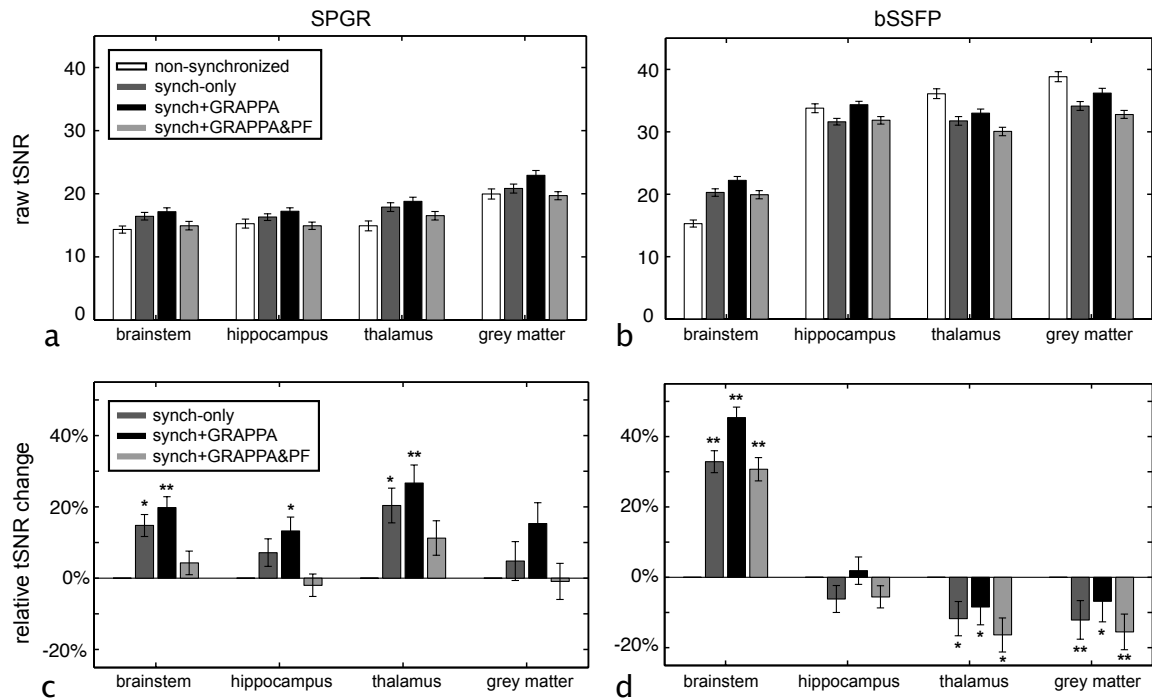 SPGR
bSSFP
raw tSNR
40
30
20
10
0
non-synchronized
synch-only
synch+GRAPPA
synch+GRAPPA&PF
40
30
20
10
0
a
brainstem
hippocampus
thalamus
grey matter
b
brainstem
hippocampus
thalamus
grey matter
relative tSNR change
40%
20%
0%
-20%
synch-only
synch+GRAPPA
synch+GRAPPA&PF
*
**
*
*
**
40%
20%
0%
-20%
**
**
**
*
*
*
**
*
**
c
brainstem
hippocampus
thalamus
grey matter
d
brainstem
hippocampus
thalamus
grey matter